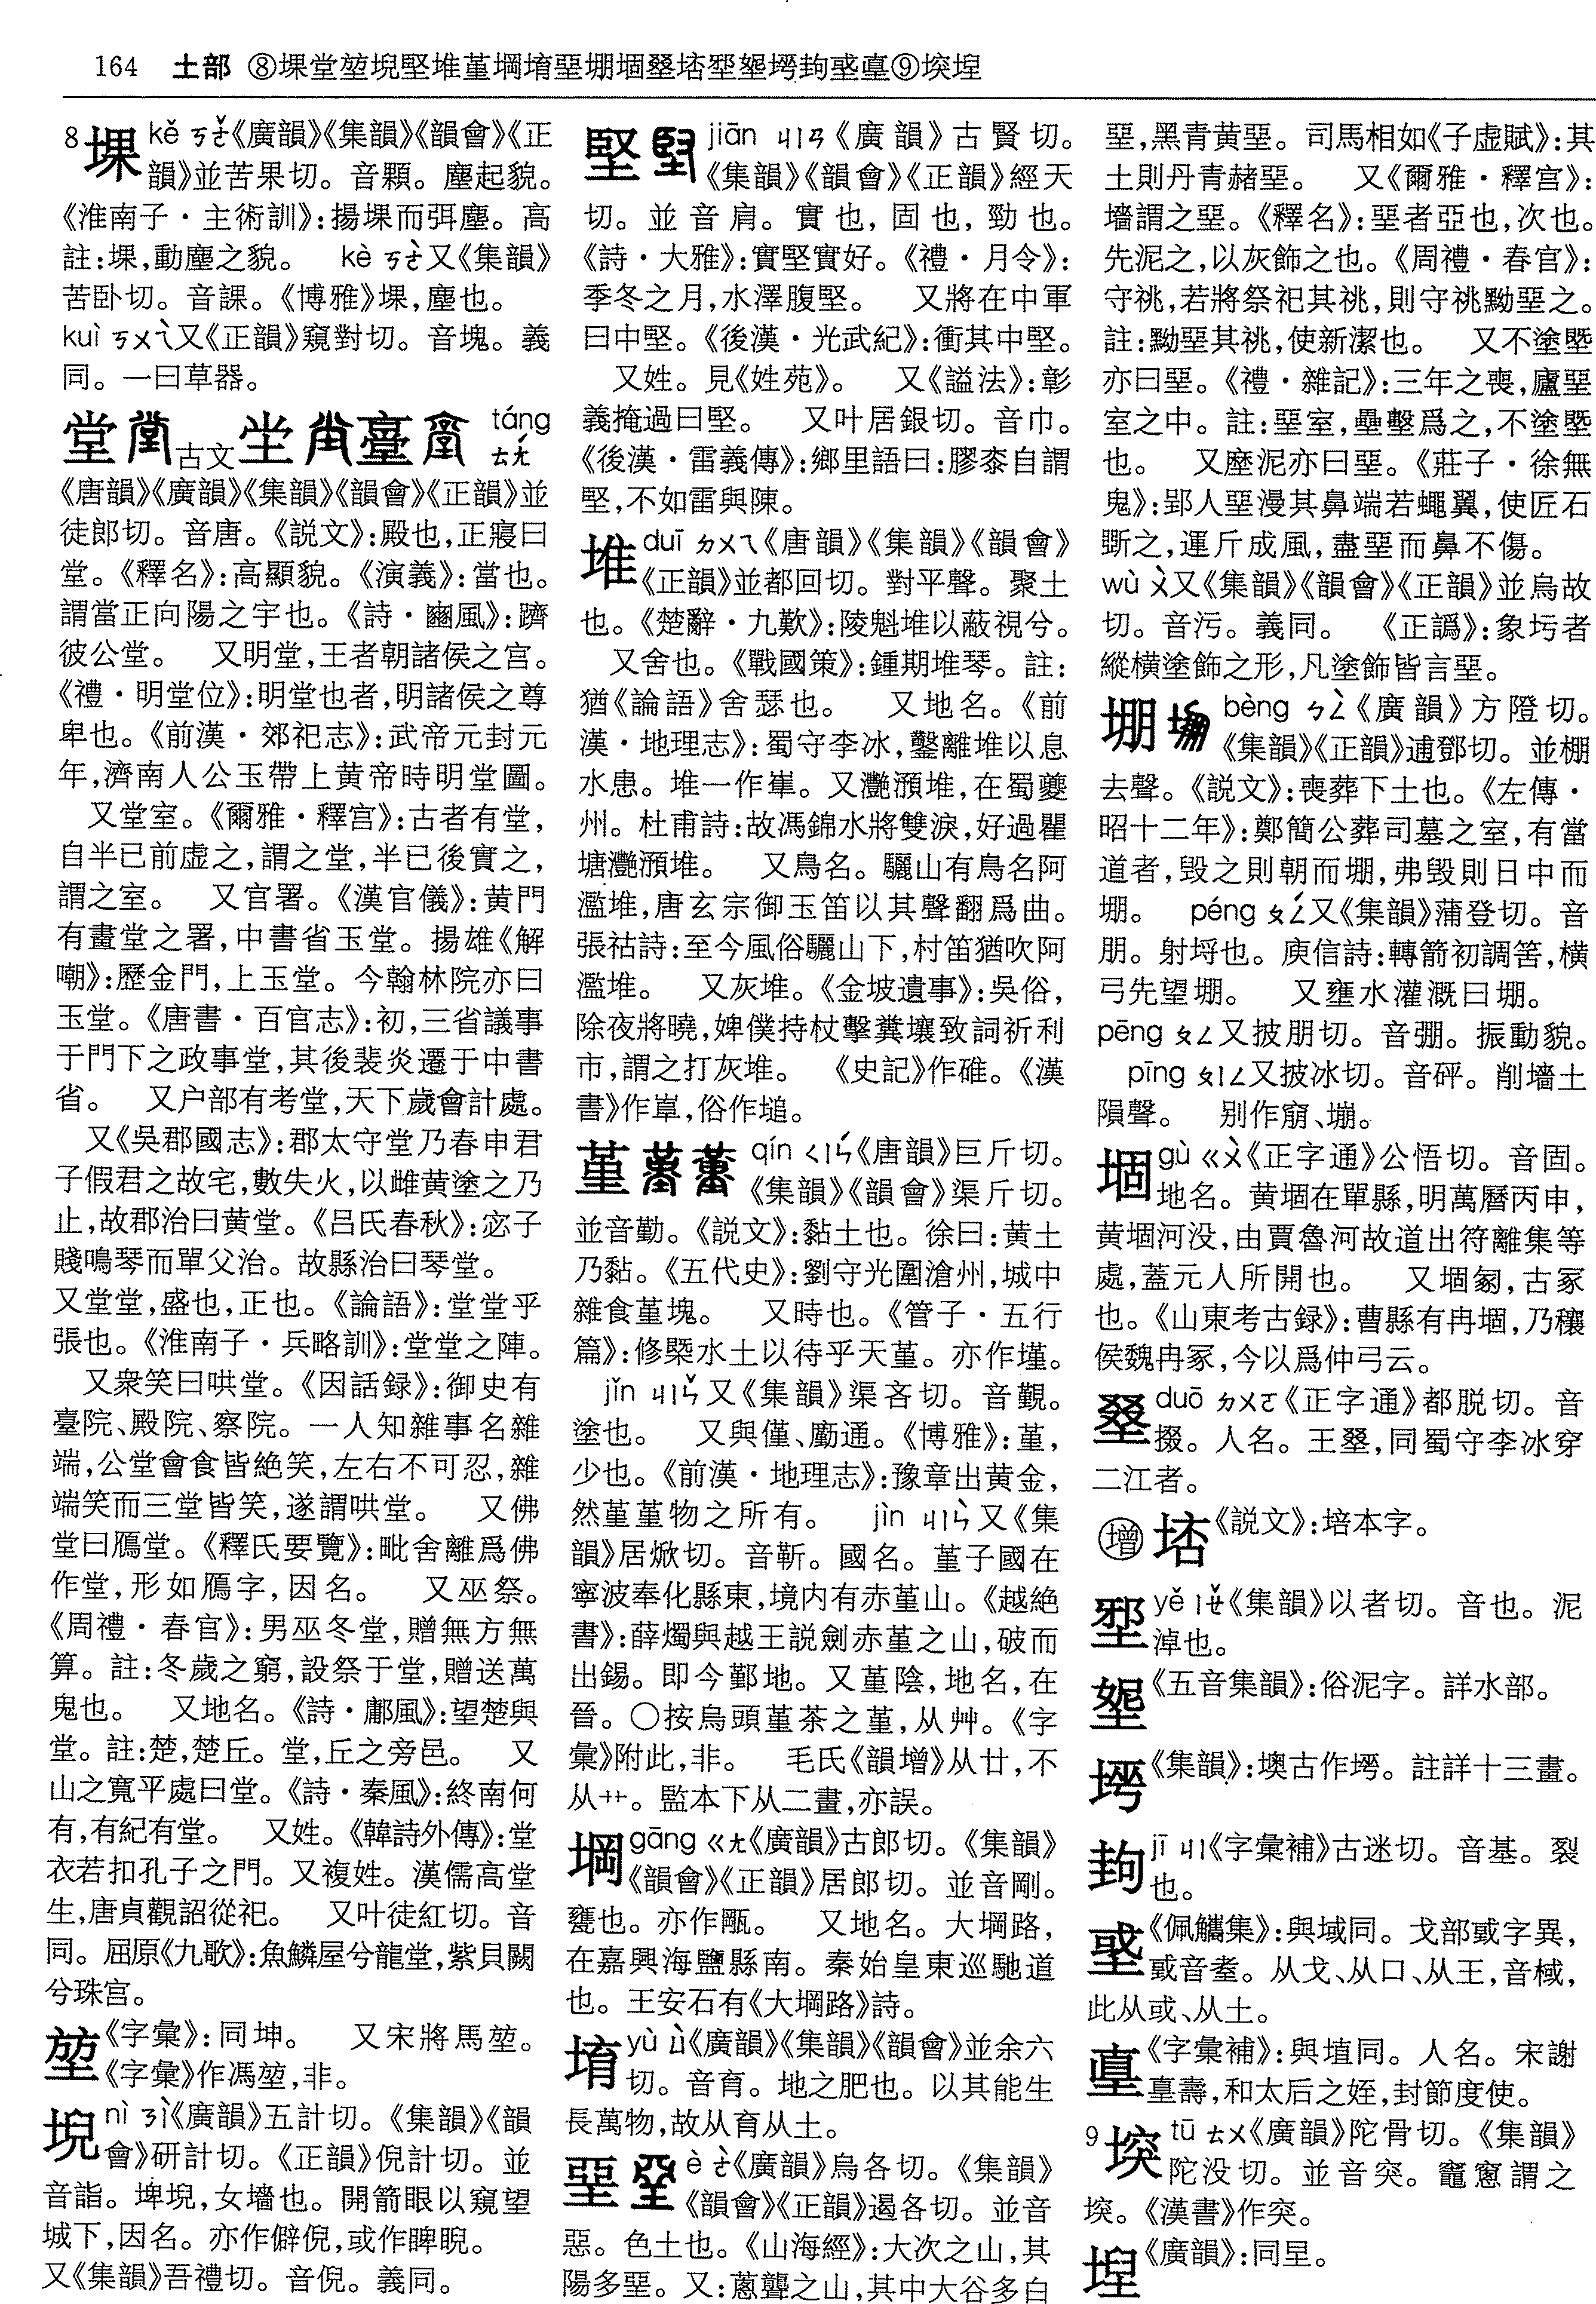 164 土部 ⑧堁堂堃堄堅堆堇堈堉堊堋堌墾㙂埿垼⑨堗埕
8堁 kě ㄎㄜˇ《廣韻》《集韻》《韻會》《正
韻》並苦果切。音顆。塵起貌。
《淮南子·主術訓》:揚堁而弭塵。高
註:堁,動塵之貌。 kè ㄎㄜˋ又《集韻》
苦卧切。音課。《博雅》堁,塵也。
kuì ㄎㄨㄟˋ又《正韻》窺對切。音塊。義
同。一曰草器。
堂 古文 坣 臺 táng ㄊㄤˊ
《唐韻》《廣韻》《集韻》《韻會》《正韻》並
徒郎切。音唐。《説文》:殿也,正寢曰
堂。《釋名》:高顯貌。《演義》:當也。
謂當正向陽之宇也。《詩·豳風》:躋
彼公堂。 又明堂,王者朝諸侯之宫。
《禮·明堂位》:明堂也者,明諸侯之尊
卑也。《前漢·郊祀志》:武帝元封元
年,濟南人公玉帶上黄帝時明堂圖。
又堂室。《爾雅·釋宫》:古者有堂,
自半已前虚之,謂之堂,半已後實之,
謂之室。 又官署。《漢官儀》:黄門
有畫堂之署,中書省玉堂。揚雄《解
嘲》:歷金門,上玉堂。今翰林院亦曰
玉堂。《唐書·百官志》:初,三省議事
于門下之政事堂,其後裴炎遷于中書
省。 又户部有考堂,天下歲會計處。
又《吳郡國志》:郡太守堂乃春申君
子假君之故宅,數失火,以雌黄塗之乃
止,故郡治曰黄堂。《吕氏春秋》:宓子
賤鳴琴而單父治。故縣治曰琴堂。
又堂堂,盛也,正也。《論語》:堂堂乎
張也。《淮南子·兵略訓》:堂堂之陣。
又衆笑曰哄堂。《因話録》:御史有
臺院、殿院、察院。一人知雜事名雜
端,公堂會食皆絶笑,左右不可忍,雜
端笑而三堂皆笑,遂謂哄堂。 又佛
堂曰鴈堂。《釋氏要覽》:毗舍離爲佛
作堂,形如鴈字,因名。 又巫祭。
《周禮·春官》:男巫冬堂,贈無方無
算。註:冬歲之窮,設祭于堂,贈送萬
鬼也。 又地名。《詩·鄘風》:望楚與
堂。註:楚,楚丘。堂,丘之旁邑。 又
山之寬平處曰堂。《詩·秦風》:終南何
有,有紀有堂。 又姓。《韓詩外傳》:堂
衣若扣孔子之門。又複姓。漢儒高堂
生,唐貞觀詔從祀。 又叶徒紅切。音
同。屈原《九歌》:魚鱗屋兮龍堂,紫貝闕
兮珠宫。
堃《字彙》:同坤。 又宋將馬堃。
《字彙》作馮堃,非。
堄 nì ㄋㄧˋ《廣韻》五計切。《集韻》《韻
會》研計切。《正韻》倪計切。並
音詣。埤堄,女墻也。開箭眼以窺望
城下,因名。亦作僻倪,或作睥睨。
又《集韻》吾禮切。音倪。義同。
堅 jiān ㄐㄧㄢ《廣韻》古賢切。
《集韻》《韻會》《正韻》經天
切。並音肩。實也,固也,勁也。
《詩·大雅》:實堅實好。《禮·月令》:
季冬之月,水澤腹堅。 又將在中軍
曰中堅。《後漢·光武紀》:衝其中堅。
又姓。見《姓苑》。 又《謚法》:彰
義掩過曰堅。 又叶居銀切。音巾。
《後漢·雷義傳》:鄉里語曰:膠桼自謂
堅,不如雷與陳。
堆 duī ㄉㄨㄟ《唐韻》《集韻》《韻會》
《正韻》並都回切。對平聲。聚土
也。《楚辭·九歎》:陵魁堆以蔽視兮。
又舍也。《戰國策》:鍾期堆琴。註:
猶《論語》舍瑟也。 又地名。《前
漢·地理志》:蜀守李冰,鑿離堆以息
水患。堆一作崋。又灧澦堆,在蜀夔
州。杜甫詩:故馮錦水將雙淚,好過瞿
塘灧澦堆。 又鳥名。驪山有鳥名阿
濫堆,唐玄宗御玉笛以其聲翻爲曲。
張祜詩:至今風俗驪山下,村笛猶吹阿
濫堆。 又灰堆。《金坡遺事》:吳俗,
除夜將曉,婢僕持杖擊糞壤致詞祈利
市,謂之打灰堆。 《史記》作碓。《漢
書》作𡺾,俗作塠。
堇 qín ㄑㄧㄣˊ《唐韻》巨斤切。
《集韻》《韻會》渠斤切。
並音勤。《説文》:黏土也。徐曰:黄土
乃黏。《五代史》:劉守光圍滄州,城中
雜食堇塊。 又時也。《管子·五行
篇》:修槩水土以待乎天堇。亦作墐。
jǐn ㄐㄧㄣˇ又《集韻》渠吝切。音覲。
塗也。 又與僅、廑通。《博雅》:堇,
少也。《前漢·地理志》:豫章出黄金,
然堇堇物之所有。 jìn ㄐㄧㄣˋ又《集
韻》居焮切。音靳。國名。堇子國在
寧波奉化縣東,境内有赤堇山。《越絶
書》:薛燭與越王説劍赤堇之山,破而
出錫。即今鄞地。又堇陰,地名,在
晉。〇按烏頭堇荼之堇,从艸。《字
彙》附此,非。 毛氏《韻增》从廿,不
从艹。監本下从二畫,亦誤。
堈 gāng ㄍㄤ《廣韻》古郎切。《集韻》
《韻會》《正韻》居郎切。並音剛。
甕也。亦作㼚。 又地名。大堈路,
在嘉興海鹽縣南。秦始皇東巡馳道
也。王安石有《大堈路》詩。
堉 yù ㄩˋ《廣韻》《集韻》《韻會》並余六
切。音育。地之肥也。以其能生
長萬物,故从育从土。
堊 è ㄜˋ《廣韻》烏各切。《集韻》
《韻會》《正韻》遏各切。並音
惡。色土也。《山海經》:大次之山,其
陽多堊。又:蔥聾之山,其中大谷多白
堊,黑青黄堊。司馬相如《子虚賦》:其
土則丹青赭堊。 又《爾雅·釋宫》:
墻謂之堊。《釋名》:堊者亞也,次也。
先泥之,以灰飾之也。《周禮·春官》:
守祧,若將祭祀其祧,則守祧黝堊之。
註:黝堊其祧,使新潔也。 又不塗塈
亦曰堊。《禮·雜記》:三年之喪,廬堊
室之中。註:堊室,壘墼爲之,不塗塈
也。 又塺泥亦曰堊。《莊子·徐無
鬼》:郢人堊漫其鼻端若蠅翼,使匠石
斲之,運斤成風,盡堊而鼻不傷。
wù ㄨˋ又《集韻》《韻會》《正韻》並烏故
切。音污。義同。 《正譌》:象圬者
縱横塗飾之形,凡塗飾皆言堊。
堋 bèng ㄅㄥˋ《廣韻》方隥切。
《集韻》《正韻》逋鄧切。並棚
去聲。《説文》:喪葬下土也。《左傳·
昭十二年》:鄭簡公葬司墓之室,有當
道者,毁之則朝而堋,弗毁則日中而
堋。 péng ㄆㄥˊ又《集韻》蒲登切。音
朋。射埓也。庾信詩:轉箭初調筈,横
弓先望堋。 又壅水灌溉曰堋。
pēng ㄆㄥ又披朋切。音弸。振動貌。
pīng ㄆㄧㄥ又披冰切。音砰。削墻土
隕聲。 别作堋、塴。
堌 gù ㄍㄨˋ《正字通》公悟切。音固。
地名。黄堌在單縣,明萬曆丙申,
黄堌河没,由賈魯河故道出符離集等
處,蓋元人所開也。 又堌匑,古冢
也。《山東考古録》:曹縣有冉堌,乃穰
侯魏冉冢,今以爲仲弓云。
duō ㄉㄨㄛ《正字通》都脱切。音
掇。人名。王㙍,同蜀守李冰穿
二江者。
増 㙏《説文》:培本字。
yě ㄧㄝˇ《集韻》以者切。音也。泥
淖也。
《五音集韻》:俗泥字。詳水部。
《集韻》:墺古作㙑。註詳十三畫。
jī ㄐㄧ《字彙補》古迷切。音基。裂
也。
《佩觿集》:與域同。戈部㦯字異,
㦯音耋。从戈、从口、从王,音棫,
此从或、从土。
《字彙補》:與埴同。人名。宋謝
壽,和太后之姪,封節度使。
9堗 tū ㄊㄨ《廣韻》陀骨切。《集韻》
陀没切。並音突。竈窻謂之
堗。《漢書》作突。
《廣韻》:同呈。